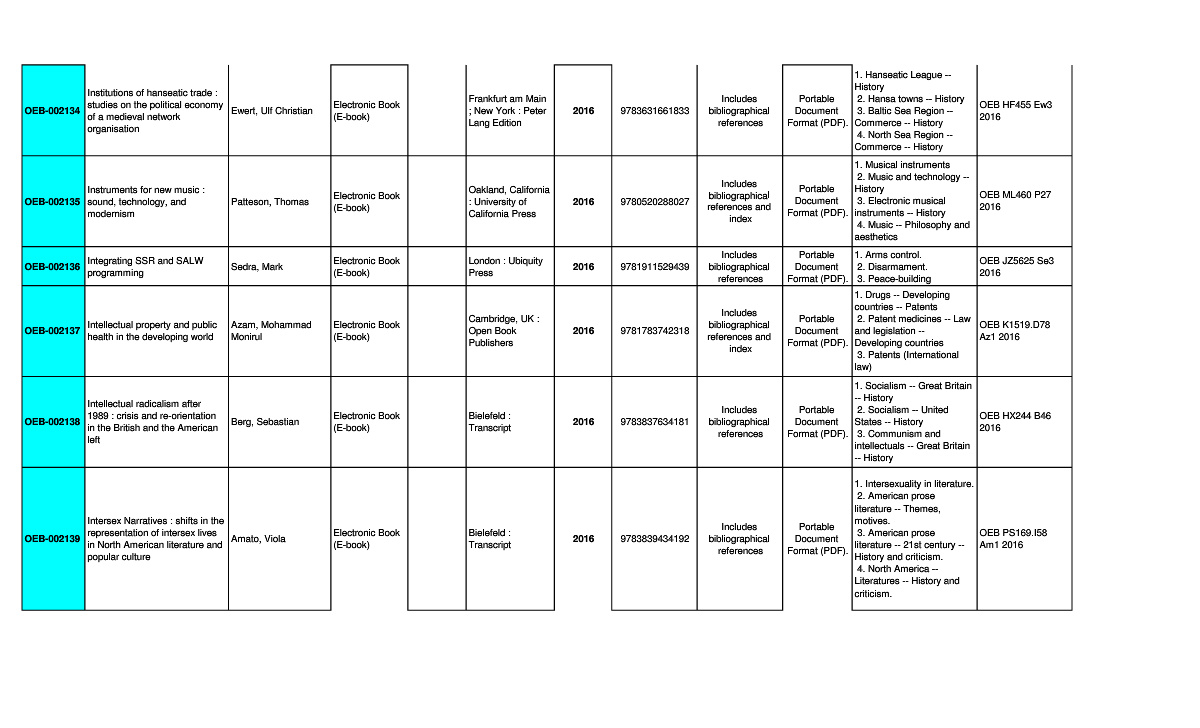 OEB-002134
Institutions of hanseatic trade :
studies on the political economy
of a medieval network
organisation
Ewert, Ulf Christian
Electronic Book
(E-book)
Frankfurt am Main
; New York : Peter
Lang Edition
2016
9783631661833
Includes
bibliographical
references
Portable
Document
Format (PDF).
1. Hanseatic League --
History
2. Hansa towns -- History
3. Baltic Sea Region --
Commerce -- History
4. North Sea Region --
Commerce -- History
OEB HF455 Ew3
2016
OEB-002135
Instruments for new music :
sound, technology, and
modernism
Patteson, Thomas
Electronic Book
(E-book)
Oakland, California
: University of
California Press
2016
9780520288027
Includes
bibliographical
references and
index
Portable
Document
Format (PDF).
1. Musical instruments
2. Music and technology --
History
3. Electronic musical
instruments -- History
4. Music -- Philosophy and
aesthetics
OEB ML460 P27
2016
OEB-002136
Integrating SSR and SALW
programming
Sedra, Mark
Electronic Book
(E-book)
London : Ubiquity
Press
2016
9781911529439
Includes
bibliographical
references
Portable
Document
Format (PDF).
1. Arms control.
2. Disarmament.
3. Peace-building
OEB JZ5625 Se3
2016
OEB-002137
Intellectual property and public
health in the developing world
Azam, Mohammad
Monirul
Electronic Book
(E-book)
Cambridge, UK :
Open Book
Publishers
2016
9781783742318
Includes
bibliographical
references and
index
Portable
Document
Format (PDF).
1. Drugs -- Developing
countries -- Patents
2. Patent medicines -- Law
and legislation --
Developing countries
3. Patents (International
law)
OEB K1519.D78
Az1 2016
OEB-002138
Intellectual radicalism after
1989 : crisis and re-orientation
in the British and the American
left
Berg, Sebastian
Electronic Book
(E-book)
Bielefeld :
Transcript
2016
9783837634181
Includes
bibliographical
references
Portable
Document
Format (PDF).
1. Socialism -- Great Britain
-- History
2. Socialism -- United
States -- History
3. Communism and
intellectuals -- Great Britain
-- History
OEB HX244 B46
2016
OEB-002139
Intersex Narratives : shifts in the
representation of intersex lives
in North American literature and
popular culture
Amato, Viola
Electronic Book
(E-book)
Bielefeld :
Transcript
2016
9783839434192
Includes
bibliographical
references
Portable
Document
Format (PDF).
1. Intersexuality in literature.
2. American prose
literature -- Themes,
motives.
3. American prose
literature -- 21st century --
History and criticism.
4. North America --
Literatures -- History and
criticism.
OEB PS169.I58
Am1 2016